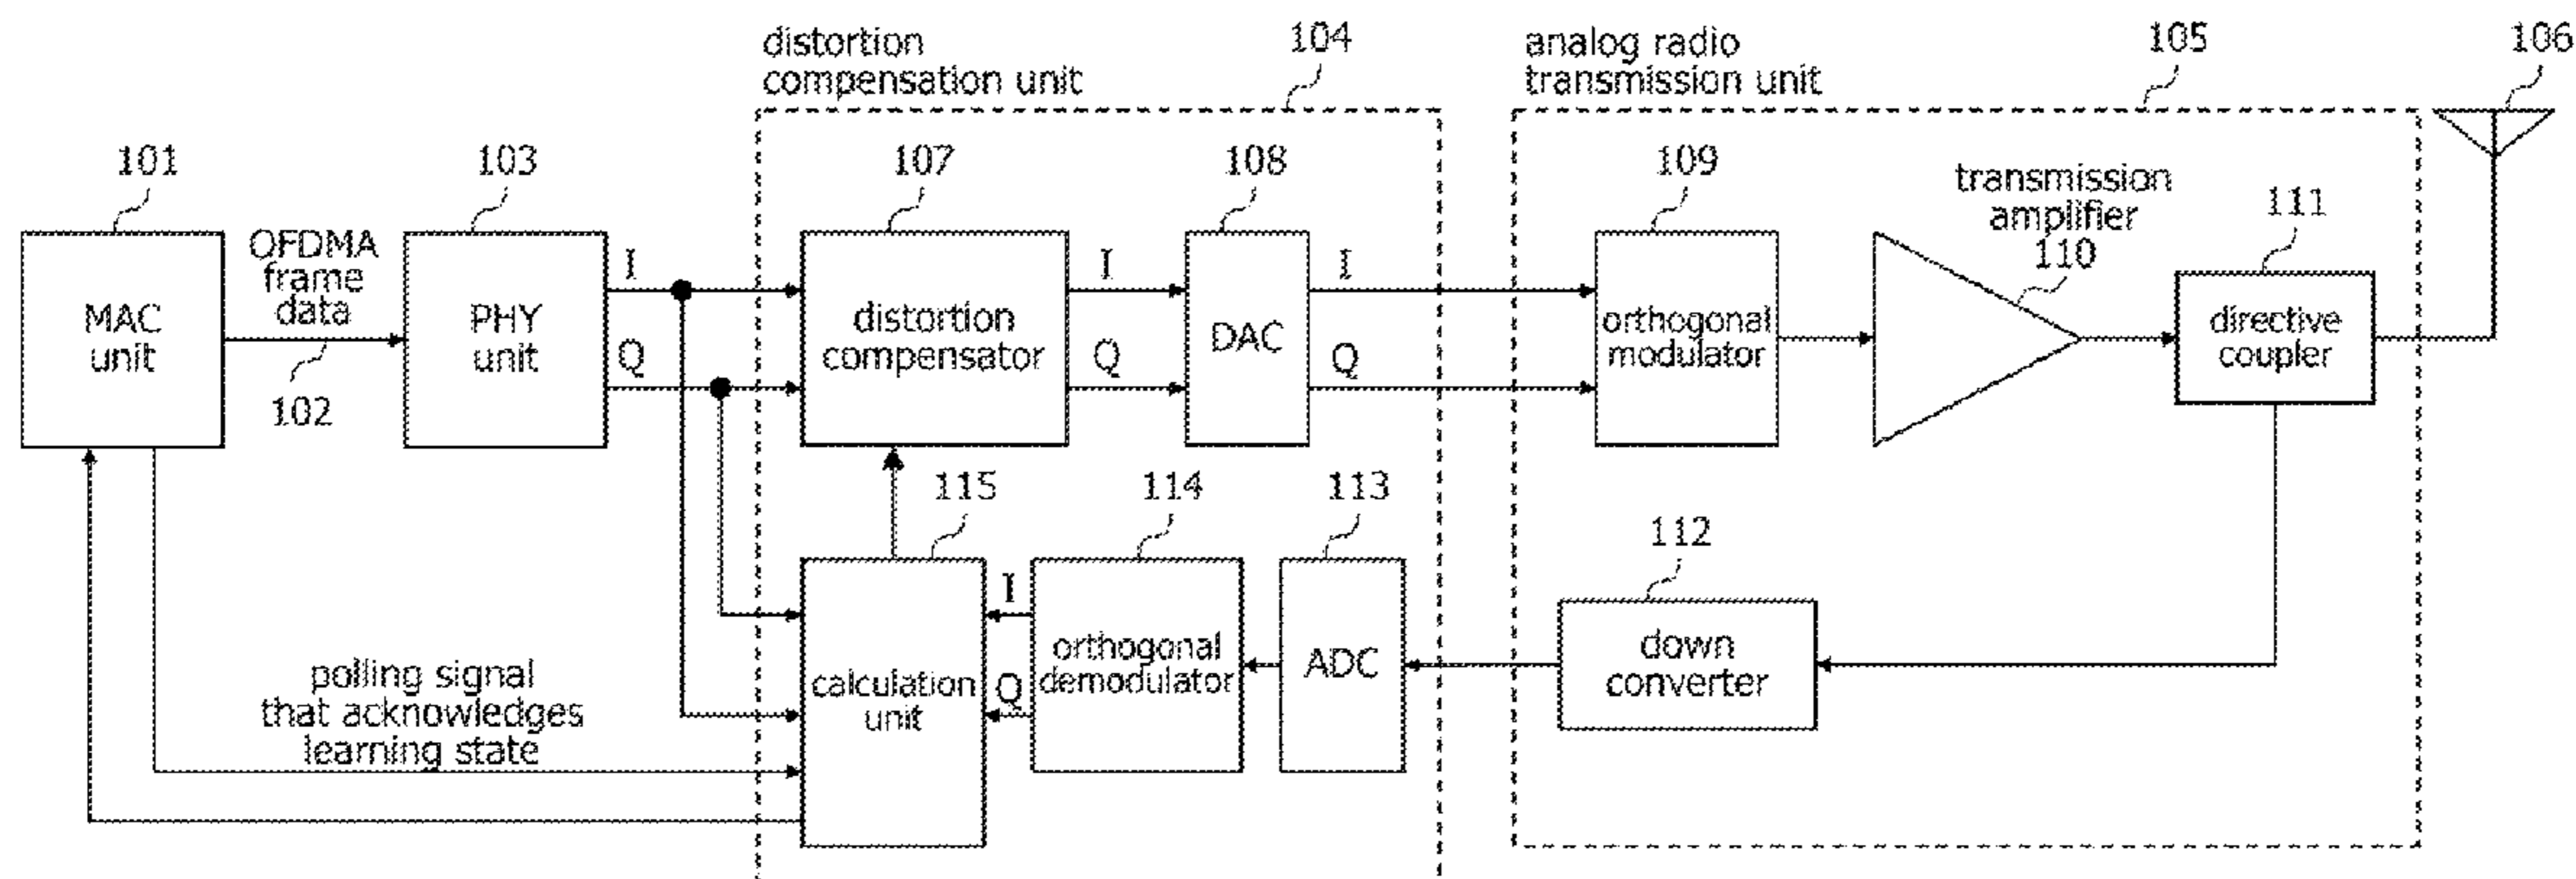 distortion
compensation unit
104
analog radio
transmission unit
105
106
101
103
107
108
109
transmission
amplifier
110
111
MAC
unit
OFDMA
frame
data
102
PHY
unit
I
Q
distortion
compensator
I
Q
DAC
I
Q
orthogonal
modulator
directive
coupler
115
114
113
112
polling signal
that acknowledges
learning state
calculation
unit
I
Q
orthogonal
demodulator
ADC
down
converter